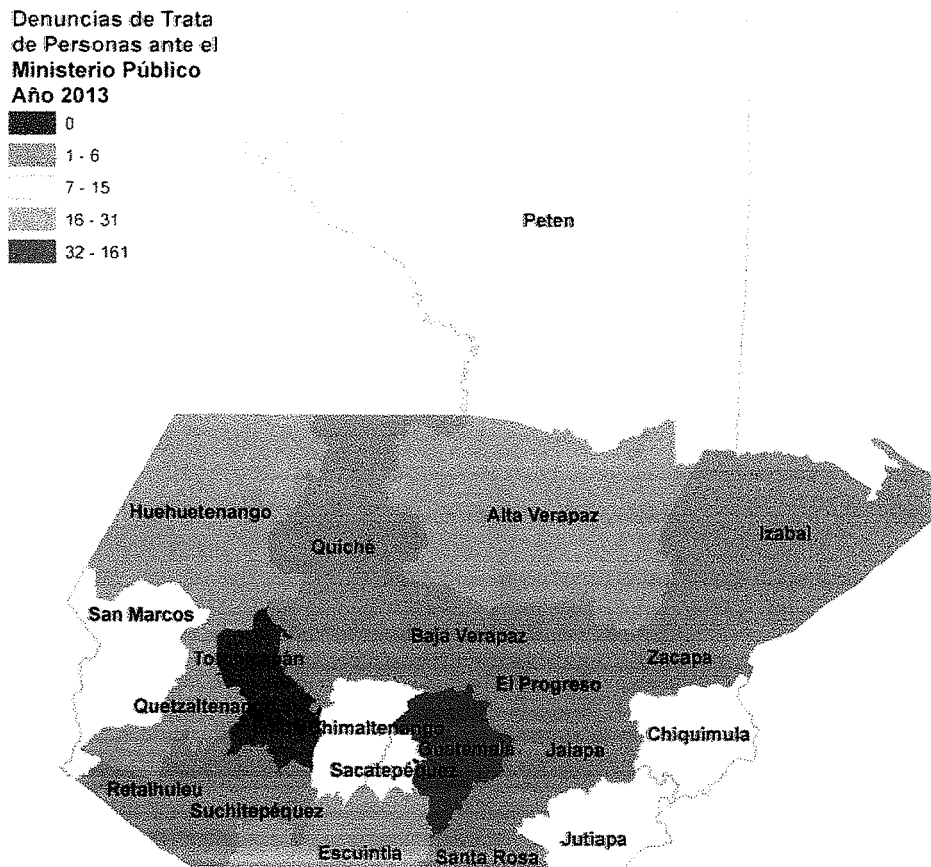 Denuncias de Trata
de Personas ante el
Ministerio Público
Año 2013
0
1 - 6
7 - 15
16 - 31
32 - 161
Peten
Huehuetenango
Alta Verapaz
Izabal
Quiché
San Marcos
Baja Verapaz
Zacapa
El Progreso
Chimaltenango
Chiquimula
Guatemala
Jalapa
Sacatepéquez
Retalhuleu
Suchitepéquez
Jutiapa
Escuintla
Santa Rosa